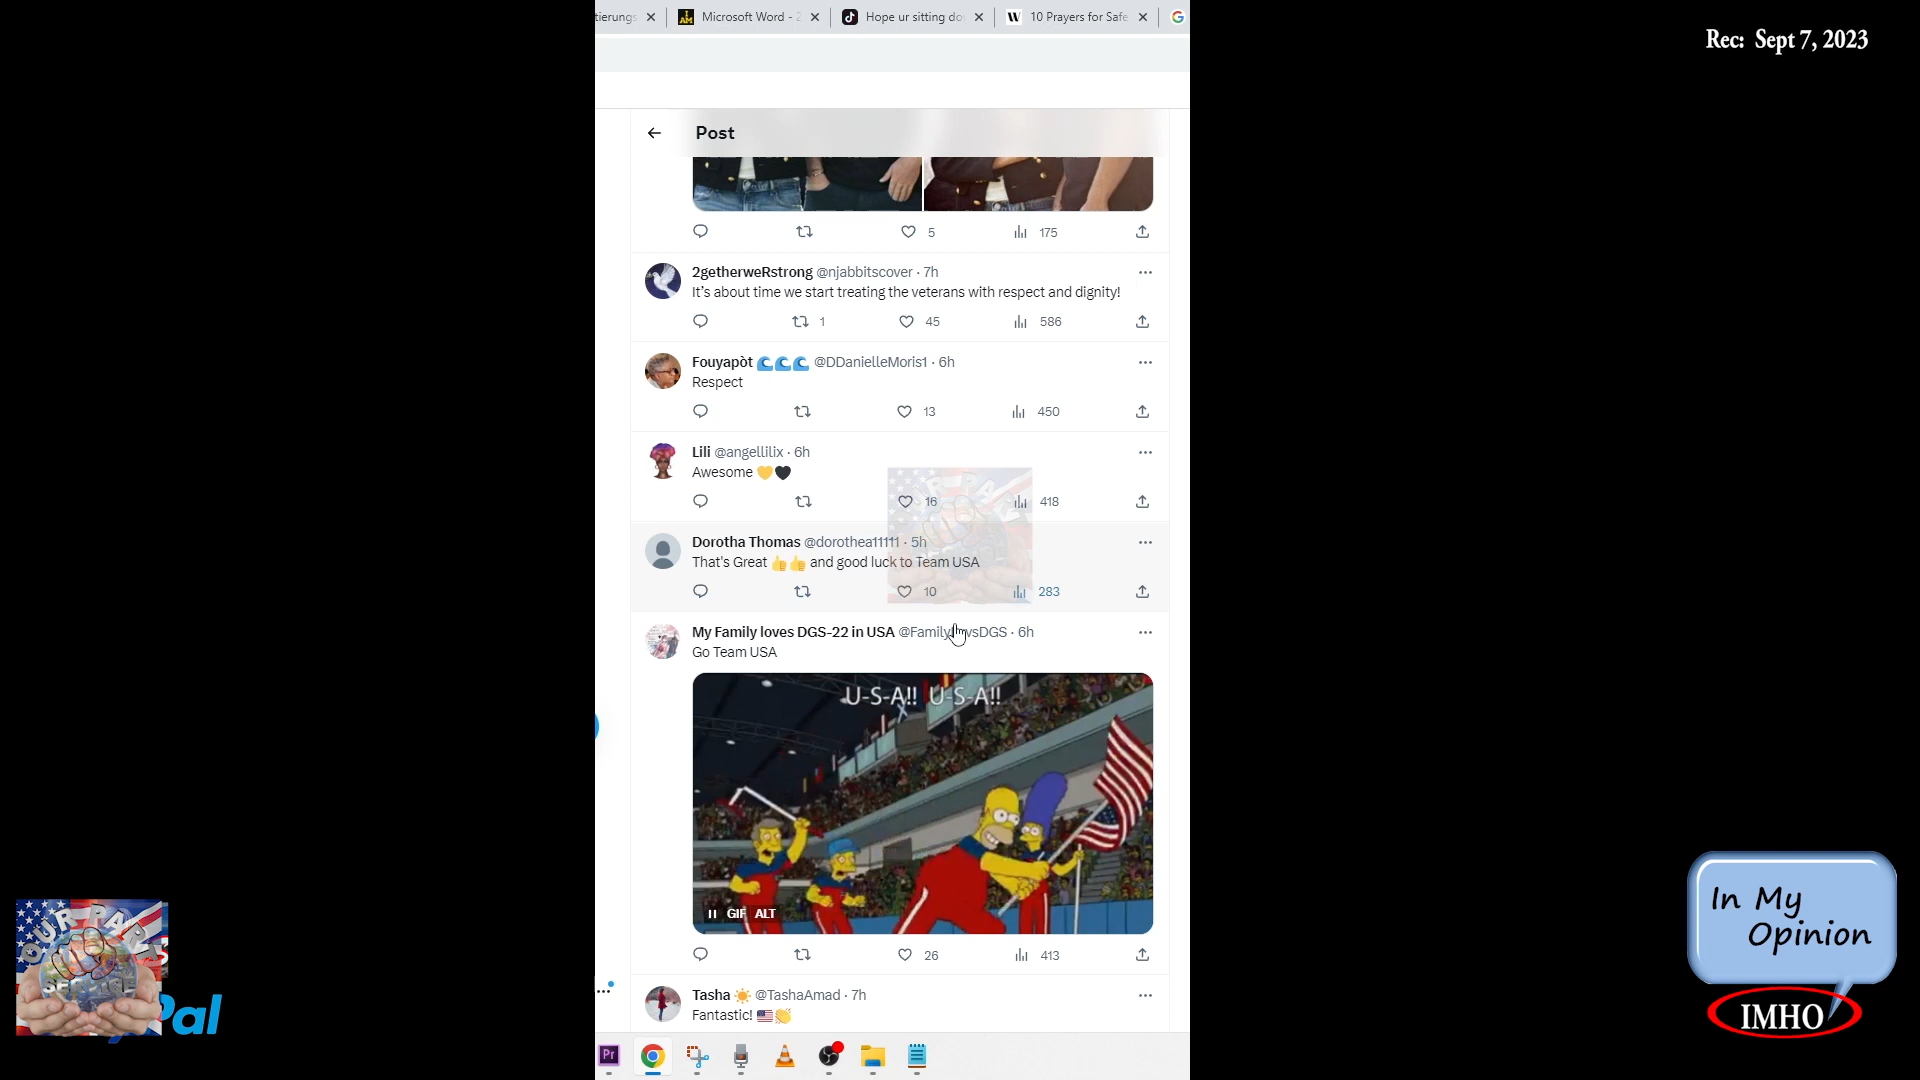 tierungs
Microsoft Word - 2
Hope ur sitting do
10 Prayers for Safe
Rec: Sept 7, 2023
Post
5 175
2getherweRstrong @njabbitscover · 7h
It's about time we start treating the veterans with respect and dignity!
1 45 586
Fouyapòt 🌊🌊🌊 @DDanielleMoris1 · 6h
Respect
13 450
Lili @angellilix · 6h
Awesome 💛🖤
16 418
Dorotha Thomas @dorothea11111 · 5h
That's Great 👍👍 and good luck to Team USA
10 283
My Family loves DGS-22 in USA · 6h
Go Team USA
U-S-A!! U-S-A!!
GIF ALT
26 413
Tasha ☀️ @TashaAmad · 7h
Fantastic! 🇺🇸👏
Pr
OUR PART
SERVICE
Pal
In My
Opinion
IMHO